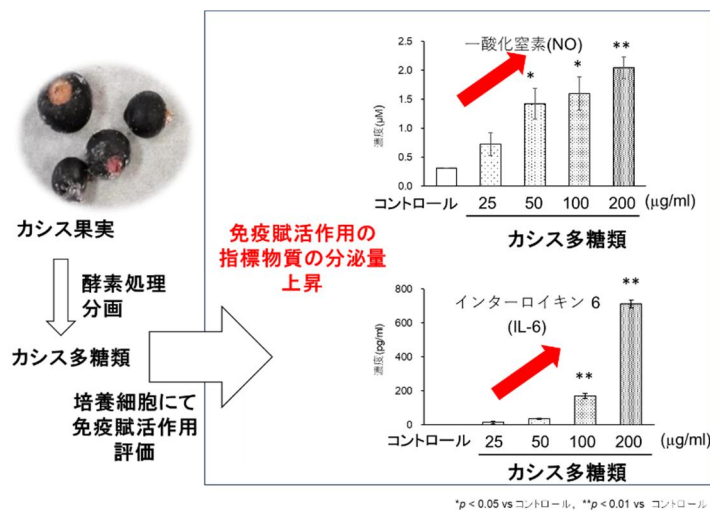 カシス果実
酵素処理
分画
カシス多糖類
培養細胞にて
免疫賦活作用
評価
免疫賦活作用の
指標物質の分泌量
上昇
一酸化窒素(NO)
濃度(μM)
2.5
2.0
1.5
1.0
0.5
0.0
*
*
**
コントロール 25 50 100 200 (μg/ml)
カシス多糖類
インターロイキン 6
(IL-6)
濃度(pg/ml)
800
600
400
200
0
**
**
コントロール 25 50 100 200 (μg/ml)
カシス多糖類
*p < 0.05 vs コントロール, **p < 0.01 vs コントロール